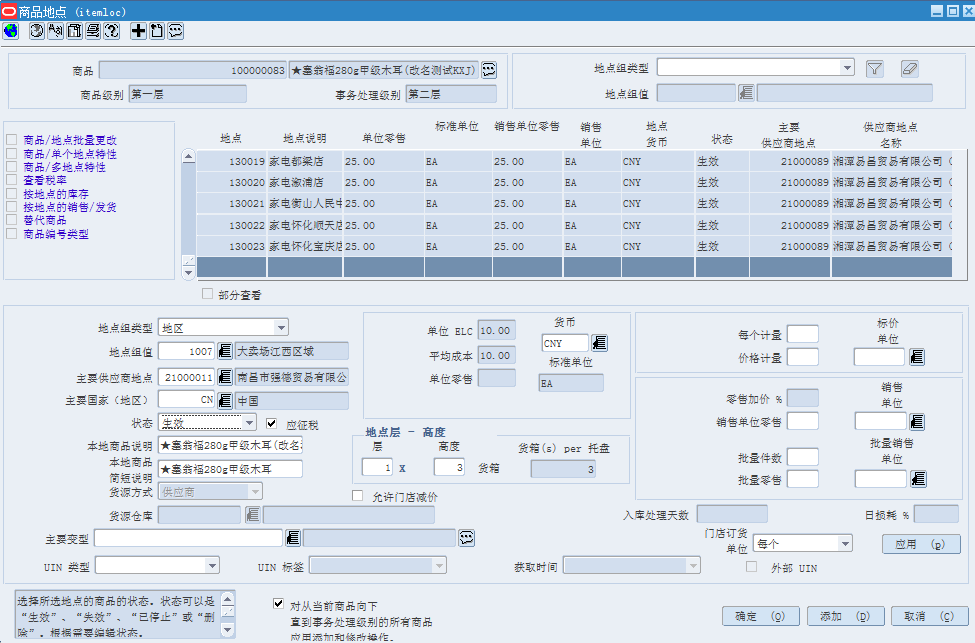 商品地点 (itemloc)
商品 100000083 ★塞翁福280g甲级木耳(改名测试KXJ)
商品级别 第一层 事务处理级别 第二层
地点组类型
地点组值
商品/地点批量更改
商品/单个地点特性
商品/多地点特性
查看税率
按地点的库存
按地点的销售/发货
替代商品
商品编号类型
地点 地点说明 单位零售 标准单位 销售单位零售 销售单位 地点货币 状态 主要供应商地点 供应商地点名称
130019 家电都梁店 25.00 EA 25.00 EA CNY 生效 21000089 湘潭易昌贸易有限公司（
130020 家电溆浦店 25.00 EA 25.00 EA CNY 生效 21000089 湘潭易昌贸易有限公司（
130021 家电衡山人民中 25.00 EA 25.00 EA CNY 生效 21000089 湘潭易昌贸易有限公司（
130022 家电怀化顺天店 25.00 EA 25.00 EA CNY 生效 21000089 湘潭易昌贸易有限公司（
130023 家电怀化宝庆店 25.00 EA 25.00 EA CNY 生效 21000089 湘潭易昌贸易有限公司（
部分查看
地点组类型 地区
地点组值 1007 大卖场江西区域
主要供应商地点 21000011 南昌市强德贸易有限公
主要国家（地区） CN 中国
状态 生效 应征税
本地商品说明 ★塞翁福280g甲级木耳(改名
本地商品简短说明 ★塞翁福280g甲级木耳
货源方式 供应商
货源仓库
主要变型
UIN 类型
UIN 标签
获取时间
外部 UIN
单位 ELC 10.00
平均成本 10.00
单位零售
货币
CNY
标准单位
EA
地点层 - 高度
层 高度 货箱(s) per 托盘
1 X 3 货箱 3
允许门店减价
每个计量
价格计量
标价
单位
零售加价 %
销售单位零售
销售
单位
批量件数
批量零售
批量销售
单位
入库处理天数
日损耗 %
门店订货
单位 每个
应用 (p)
选择所选地点的商品的状态。状态可以是
“生效”、“失效”、“已停止”或“删
除”。根据需要编辑状态。
对从当前商品向下
直到事务处理级别的所有商品
应用添加和修改操作。
确定 (O)
添加 (D)
取消 (C)